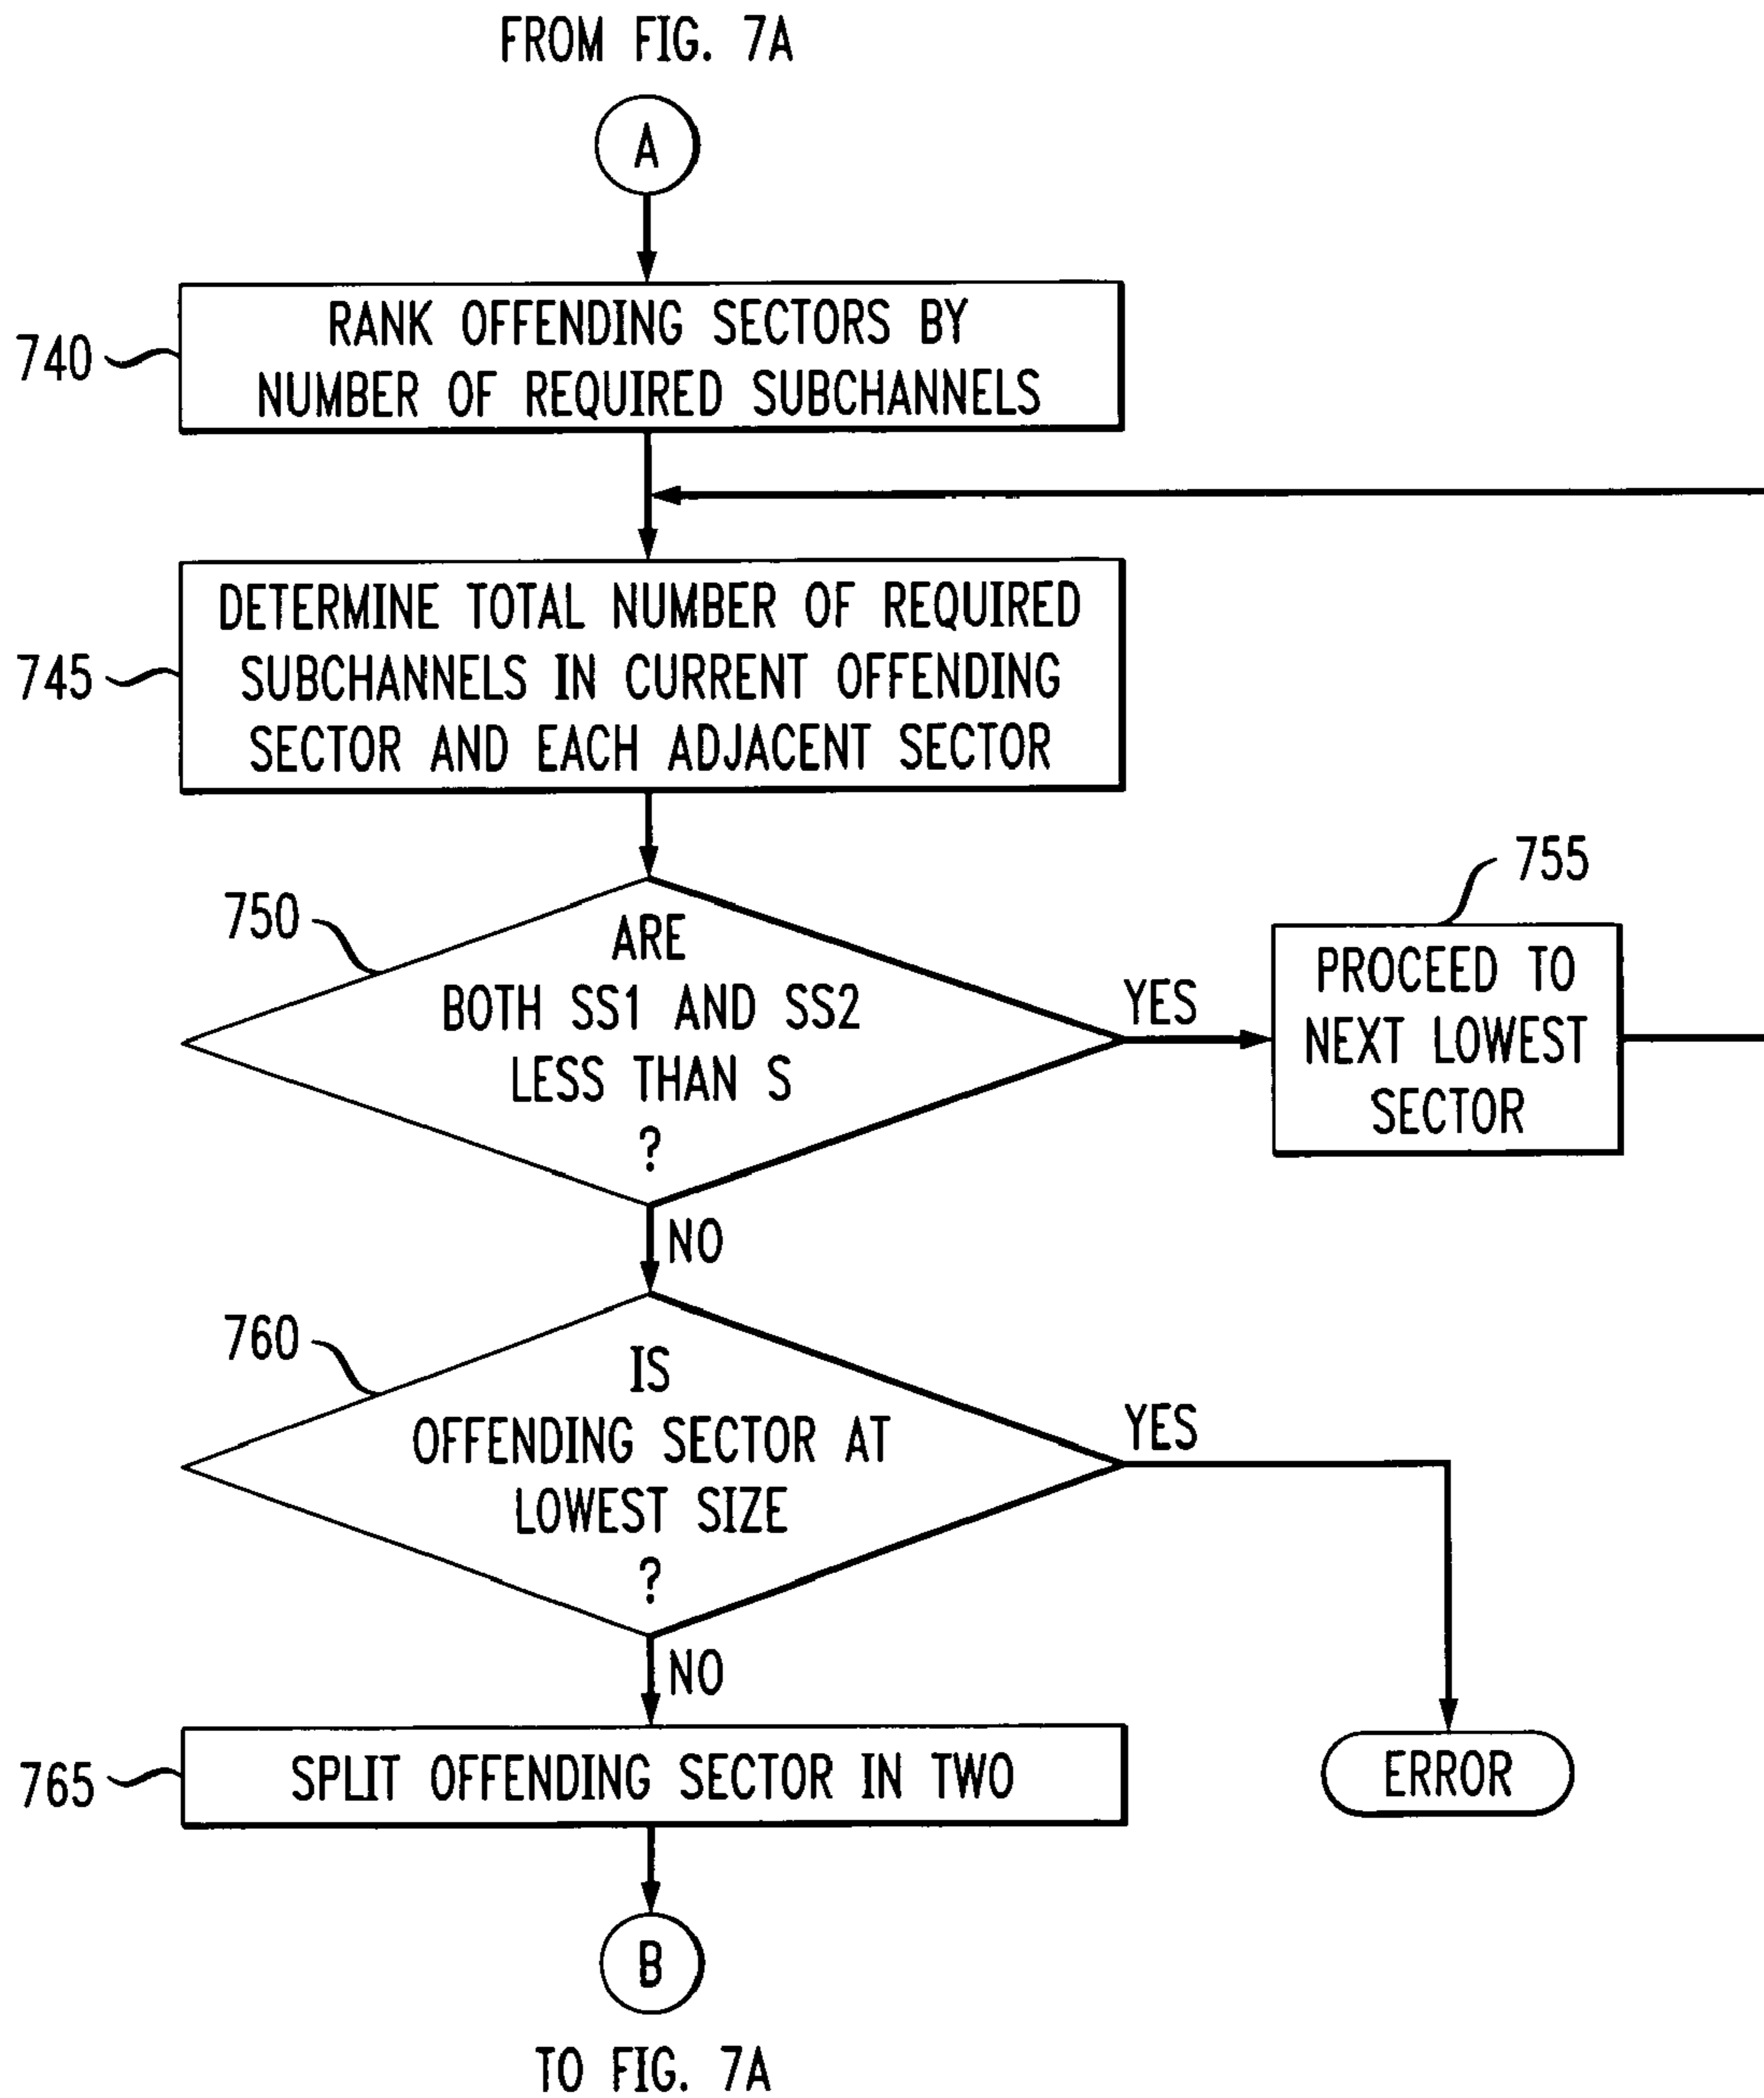 FROM FIG. 7A
A
740
RANK OFFENDING SECTORS BY
NUMBER OF REQUIRED SUBCHANNELS
745
DETERMINE TOTAL NUMBER OF REQUIRED
SUBCHANNELS IN CURRENT OFFENDING
SECTOR AND EACH ADJACENT SECTOR
750
ARE
BOTH SS1 AND SS2
LESS THAN S
?
YES
755
PROCEED TO
NEXT LOWEST
SECTOR
NO
760
IS
OFFENDING SECTOR AT
LOWEST SIZE
?
YES
NO
765
SPLIT OFFENDING SECTOR IN TWO
ERROR
B
TO FIG. 7A